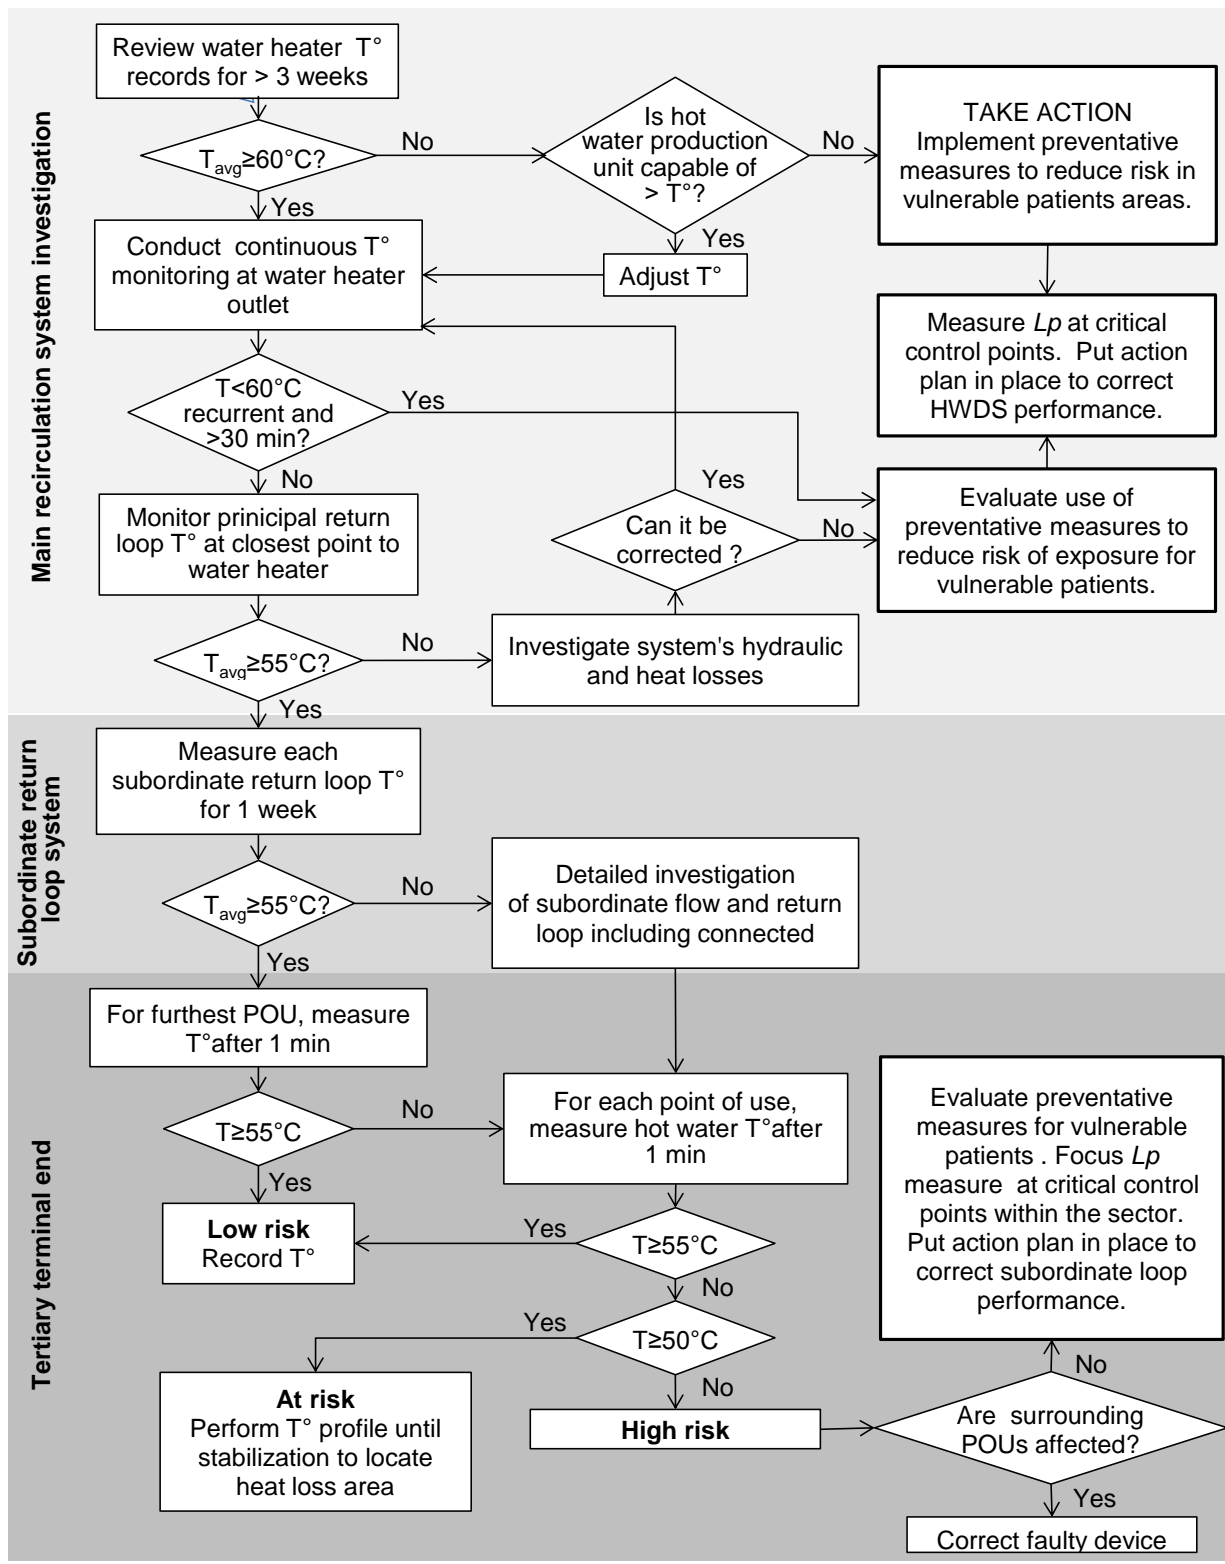 Main recirculation system investigation
Review water heater T°
records for > 3 weeks
Tavg≥60°C?
No
Yes
Is hot
water production
unit capable of
> T°?
No
Yes
Adjust T°
TAKE ACTION
Implement preventative
measures to reduce risk in
vulnerable patients areas.
Conduct continuous T°
monitoring at water heater
outlet
Measure Lp at critical
control points. Put action
plan in place to correct
HWDS performance.
T<60°C
recurrent and
>30 min?
Yes
No
Monitor prinicipal return
loop T° at closest point to
water heater
Yes
Can it be
corrected ?
No
Evaluate use of
preventative measures to
reduce risk of exposure for
vulnerable patients.
Tavg≥55°C?
No
Yes
Investigate system's hydraulic
and heat losses
Subordinate return
loop system
Measure each
subordinate return loop T°
for 1 week
Tavg≥55°C?
No
Yes
Detailed investigation
of subordinate flow and return
loop including connected
Tertiary terminal end
For furthest POU, measure
T°after 1 min
T≥55°C
No
Yes
For each point of use,
measure hot water T°after
1 min
Low risk
Record T°
Yes
T≥55°C
No
Yes
T≥50°C
No
At risk
Perform T° profile until
stabilization to locate
heat loss area
High risk
Evaluate preventative
measures for vulnerable
patients . Focus Lp
measure at critical control
points within the sector.
Put action plan in place to
correct subordinate loop
performance.
No
Are surrounding
POUs affected?
Yes
Correct faulty device